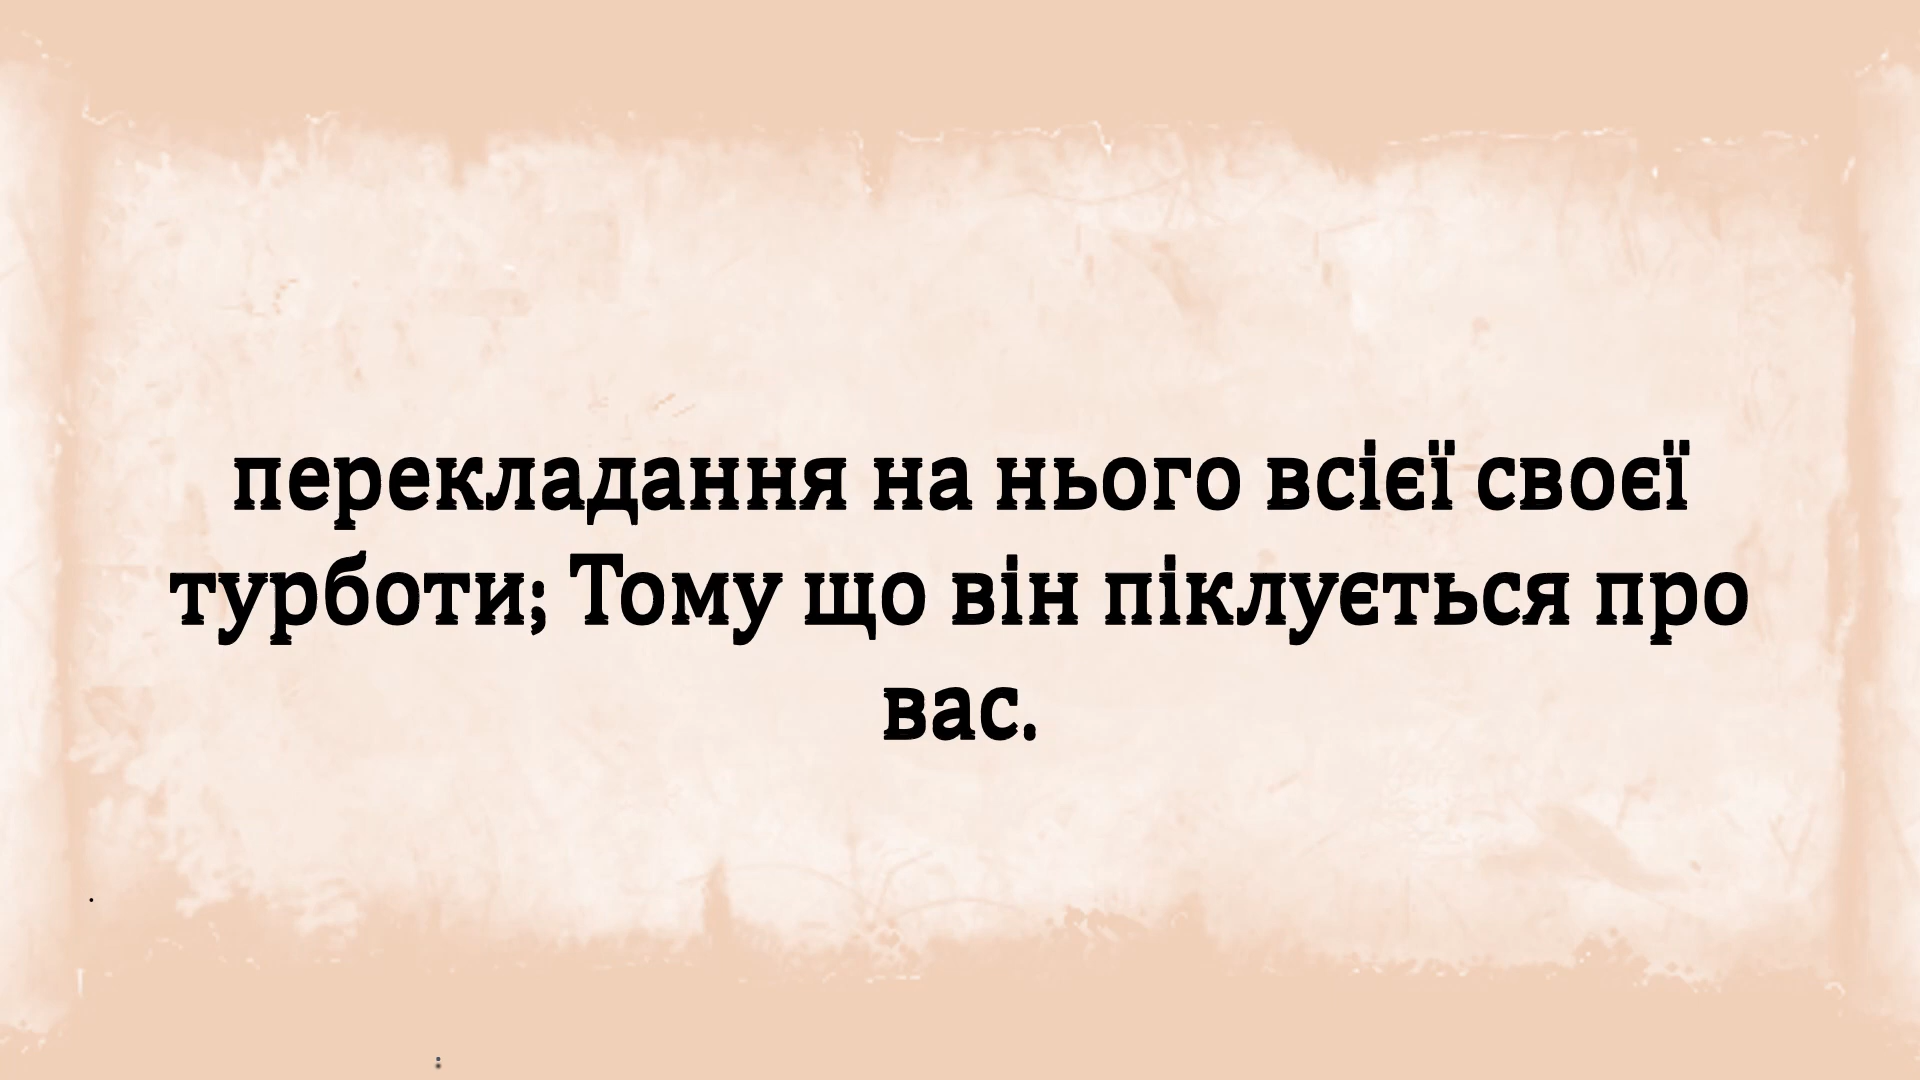 перекладання на нього всієї своєї
турботи; Тому що він піклується про
вас.